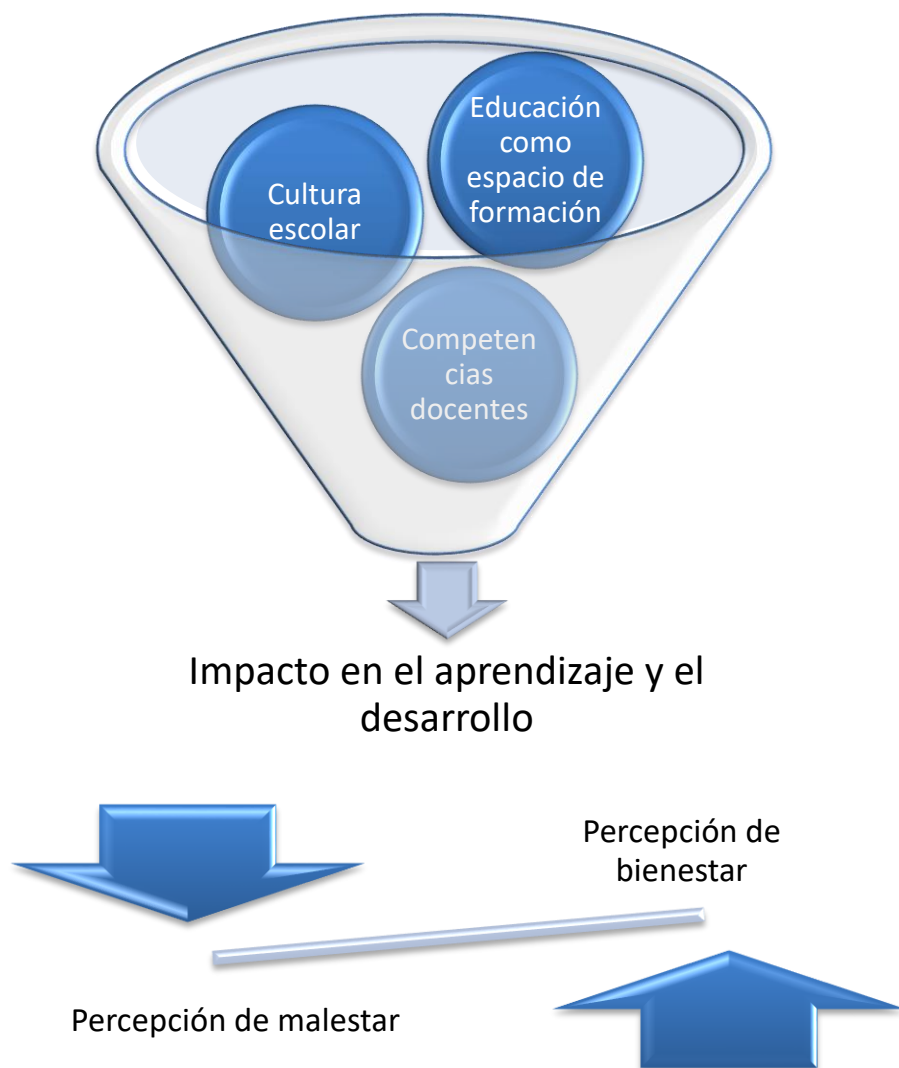 Educación
como
espacio de
formación
Cultura
escolar
Competen
cias
docentes
Impacto en el aprendizaje y el
desarrollo
Percepción de
bienestar
Percepción de malestar